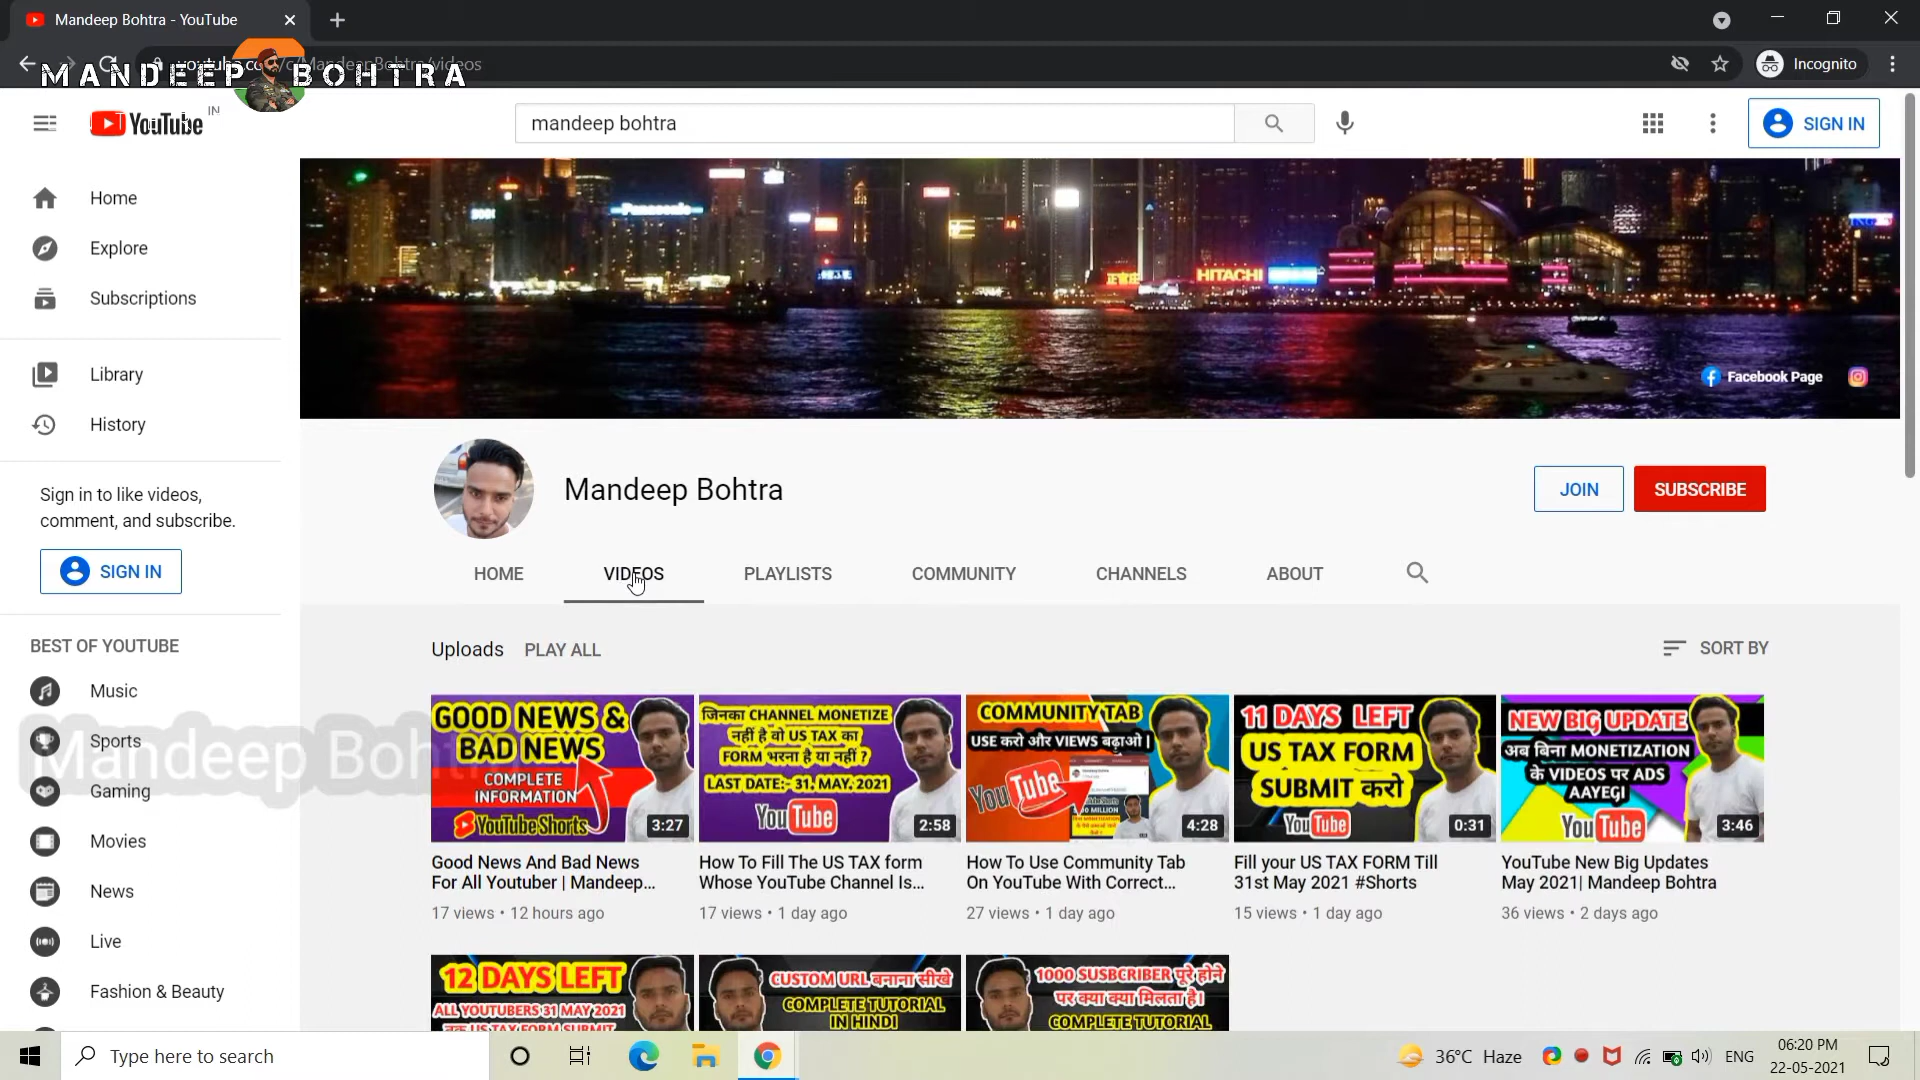 Mandeep Bohtra - YouTube
youtube.co /c/MandeepBohtra/videos
Incognito
MANDEEP BOHTRA
YouTube IN
mandeep bohtra
SIGN IN
Home
Explore
Subscriptions
Library
History
Sign in to like videos,
comment, and subscribe.
SIGN IN
BEST OF YOUTUBE
Music
Sports
Mandeep Boht
Gaming
Movies
News
Live
Fashion & Beauty
Panasonic
HITACHI
Facebook Page
Mandeep Bohtra
JOIN
SUBSCRIBE
HOME
VIDEOS
PLAYLISTS
COMMUNITY
CHANNELS
ABOUT
Uploads PLAY ALL
SORT BY
GOOD NEWS &
BAD NEWS
COMPLETE
INFORMATION
YouTube Shorts
3:27
Good News And Bad News
For All Youtuber | Mandeep...
17 views • 12 hours ago
जिनका CHANNEL MONETIZE
नहीं है वो US TAX का
FORM भरना है या नहीं ?
LAST DATE:- 31. MAY. 2021
YouTube
2:58
How To Fill The US TAX form
Whose YouTube Channel Is...
17 views • 1 day ago
COMMUNITY TAB
USE करो और VIEWS बढ़ाओ |
YouTube
MILLION
4:28
How To Use Community Tab
On YouTube With Correct...
27 views • 1 day ago
11 DAYS LEFT
US TAX FORM
SUBMIT करो
YouTube
0:31
Fill your US TAX FORM Till
31st May 2021 #Shorts
15 views • 1 day ago
NEW BIG UPDATE
अब बिना MONETIZATION
के VIDEOS पर ADS
AAYEGI
YouTube
3:46
YouTube New Big Updates
May 2021| Mandeep Bohtra
36 views • 2 days ago
12 DAYS LEFT
ALL YOUTUBERS 31 MAY 2021
तक US TAX FORM SUBMIT
CUSTOM URL बनाना सीखे
COMPLETE TUTORIAL
IN HINDI
1000 SUSBCRIBER पूरे होने
पर क्या क्या मिलता है।
COMPLETE TUTORIAL
Type here to search
36°C Haze
ENG
06:20 PM
22-05-2021